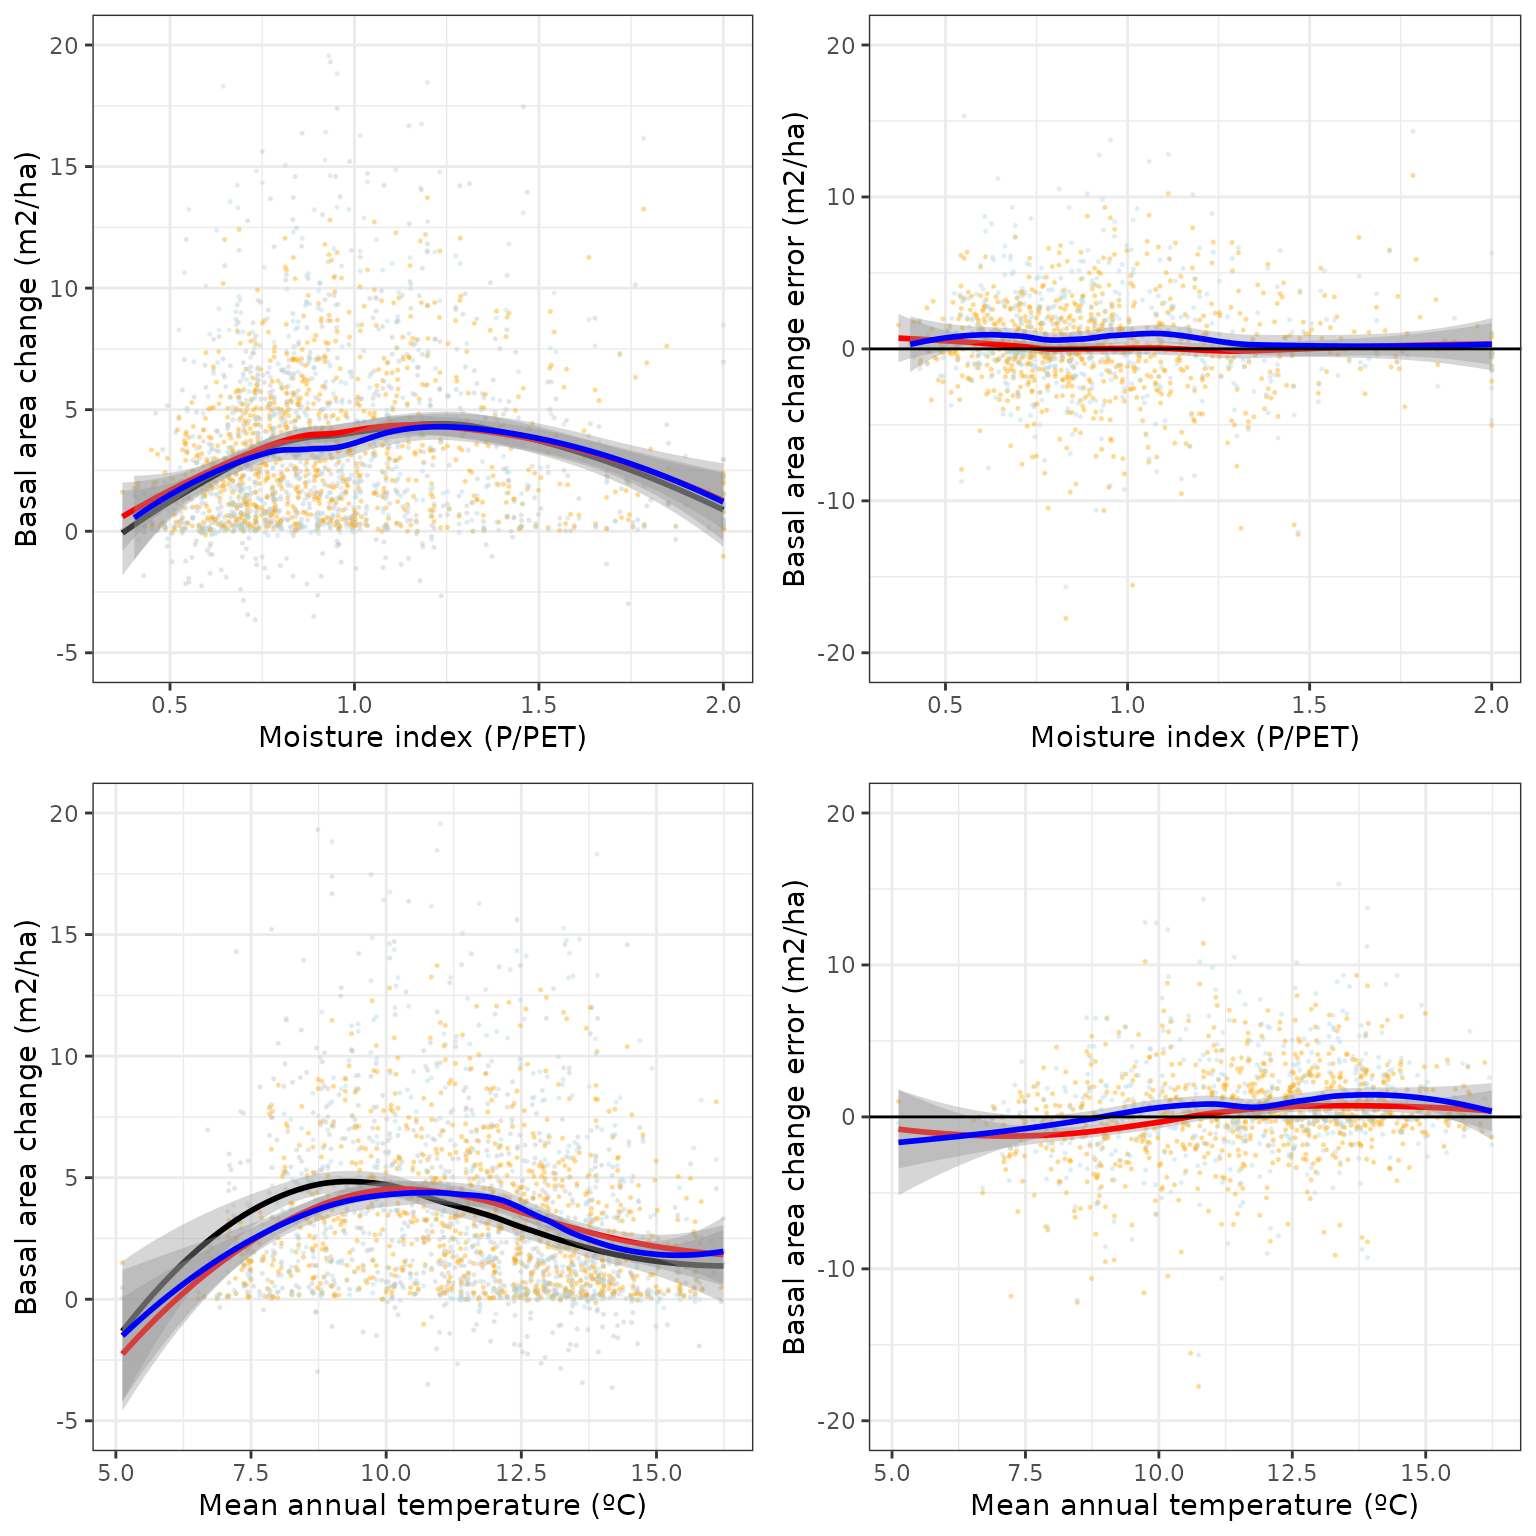 20
15
10
5
0
-5
0.5 1.0 1.5 2.0
Moisture index (P/PET)
Basal area change (m2/ha)
20
10
0
-10
-20
0.5 1.0 1.5 2.0
Moisture index (P/PET)
Basal area change error (m2/ha)
20
15
10
5
0
-5
5.0 7.5 10.0 12.5 15.0
Mean annual temperature (ºC)
Basal area change (m2/ha)
20
10
0
-10
-20
5.0 7.5 10.0 12.5 15.0
Mean annual temperature (ºC)
Basal area change error (m2/ha)